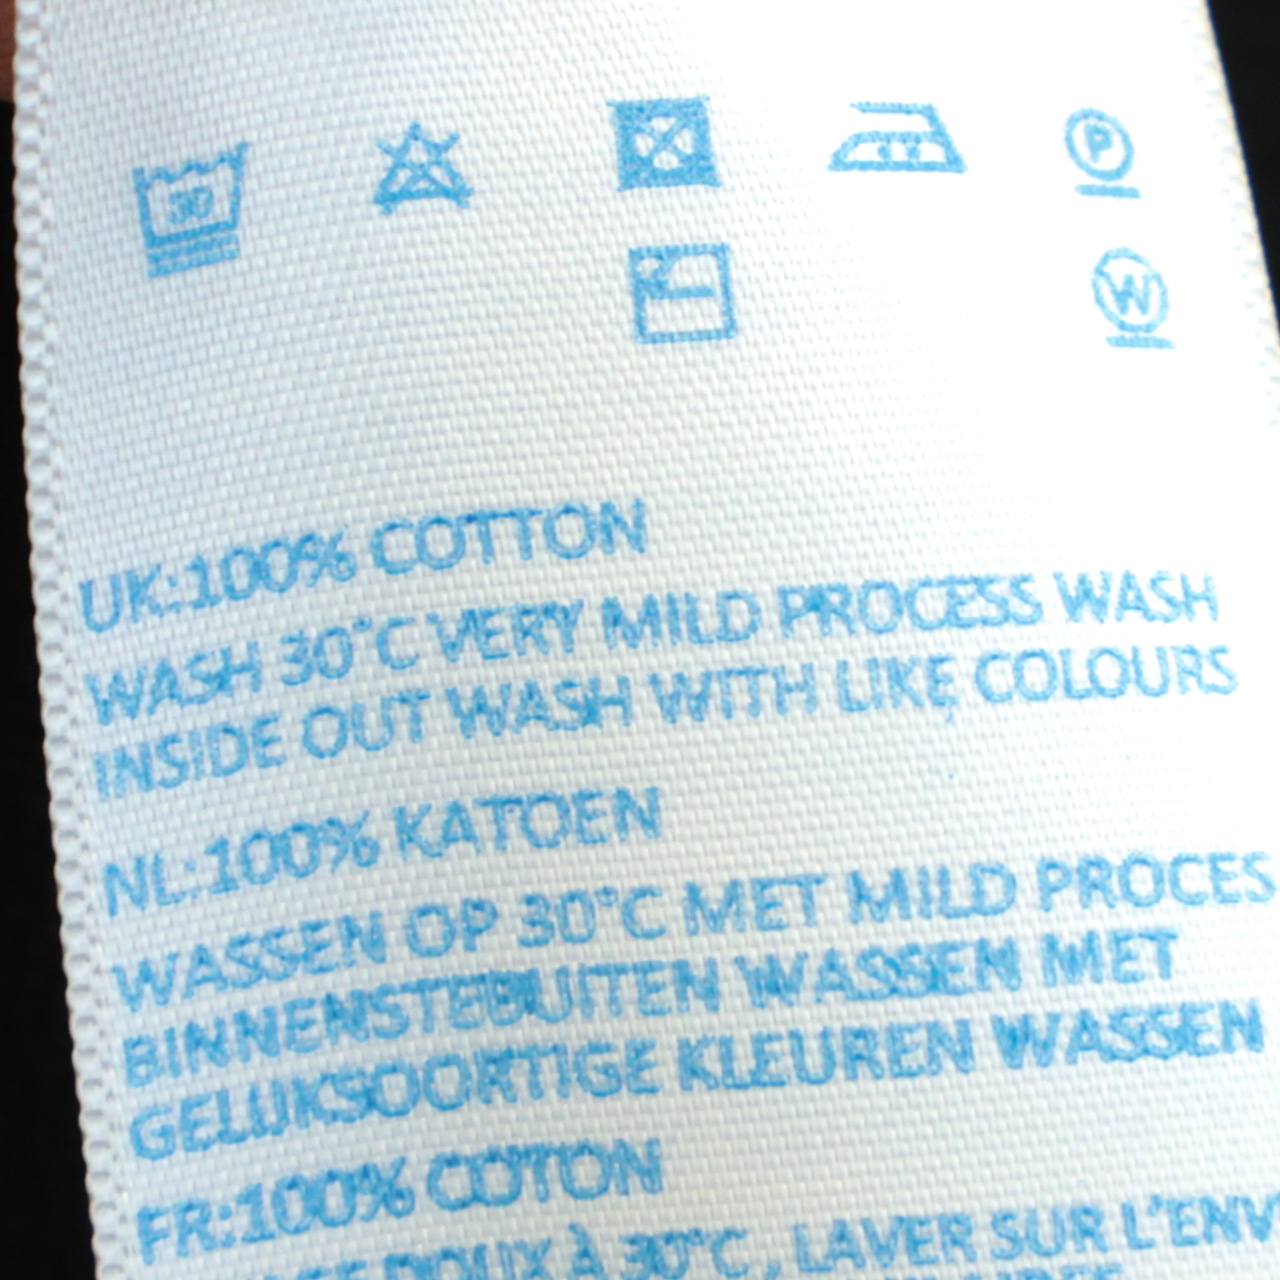 30
P
W
UK:100% COTTON
WASH 30°C VERY MILD PROCESS WASH
INSIDE OUT WASH WITH LIKE COLOURS
NL:100% KATOEN
WASSEN OP 30°C MET MILD PROCES
BINNENSTEBUITEN WASSEN MET
GELIJKSOORTIGE KLEUREN WASSEN
FR:100% COTON
DOUX À 30°C, LAVER SUR L'ENV